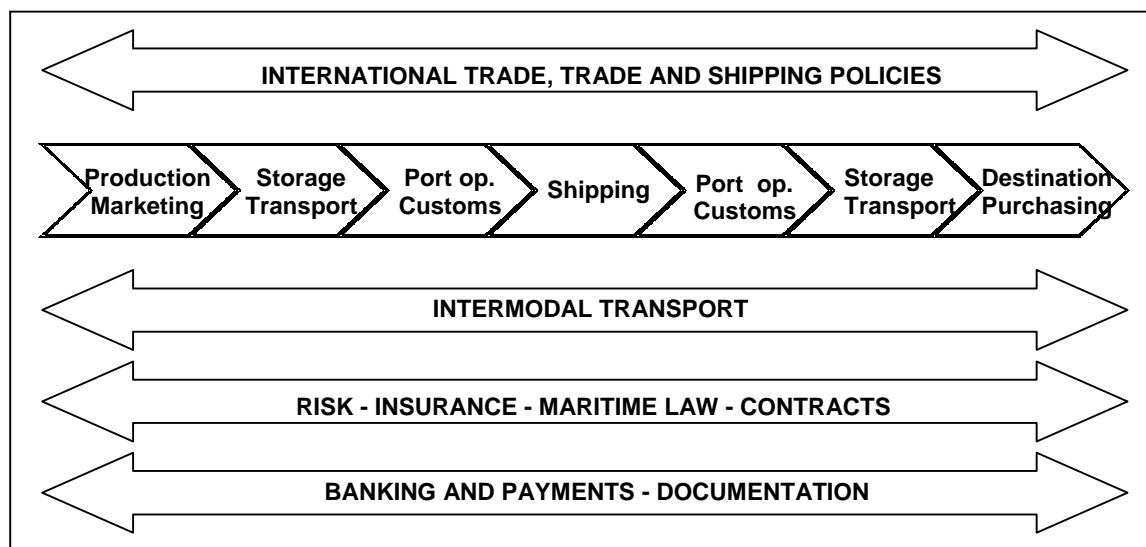 INTERNATIONAL TRADE, TRADE AND SHIPPING POLICIES
Production
Marketing
Storage
Transport
Port op.
Customs
Shipping
Port op.
Customs
Storage
Transport
Destination
Purchasing
INTERMODAL TRANSPORT
RISK - INSURANCE - MARITIME LAW - CONTRACTS
BANKING AND PAYMENTS - DOCUMENTATION